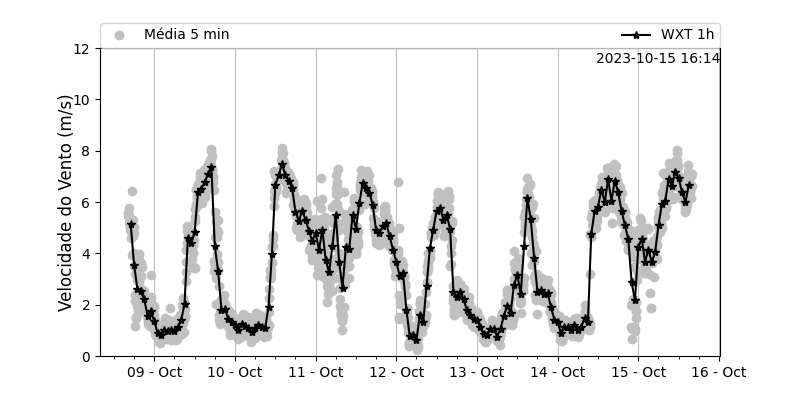 Média 5 min
WXT 1h
2023-10-15 16:14
Velocidade do Vento (m/s)
12
10
8
6
4
2
0
09 - Oct
10 - Oct
11 - Oct
12 - Oct
13 - Oct
14 - Oct
15 - Oct
16 - Oct